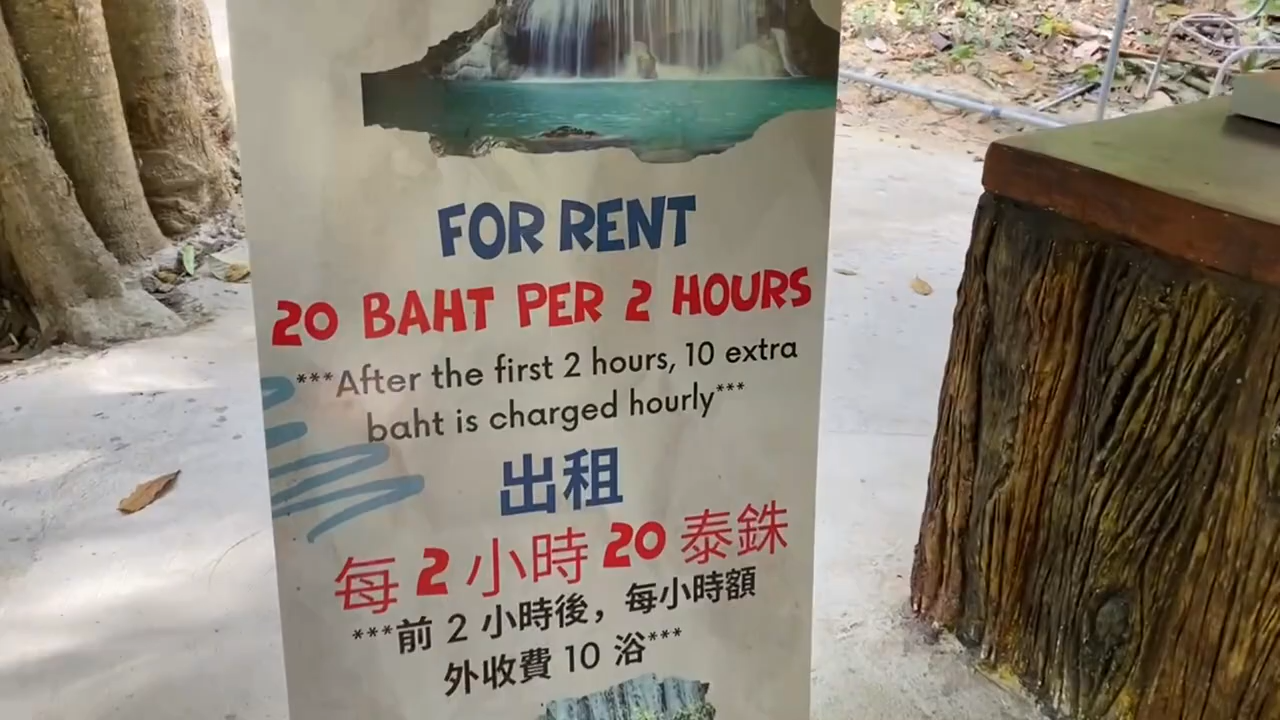 FOR RENT
20 BAHT PER 2 HOURS
***After the first 2 hours, 10 extra
baht is charged hourly***
出租
每 2 小時 20 泰銖
***前 2 小時後，每小時額
外收費 10 浴***